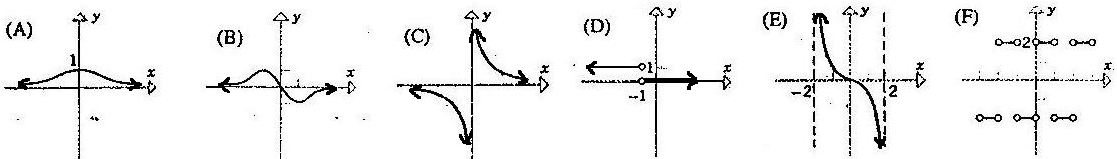 (A) y 1 x
(B) y x
(C) y x
(D) y 1 -1 x
(E) y -2 2 x
(F) y 2 x